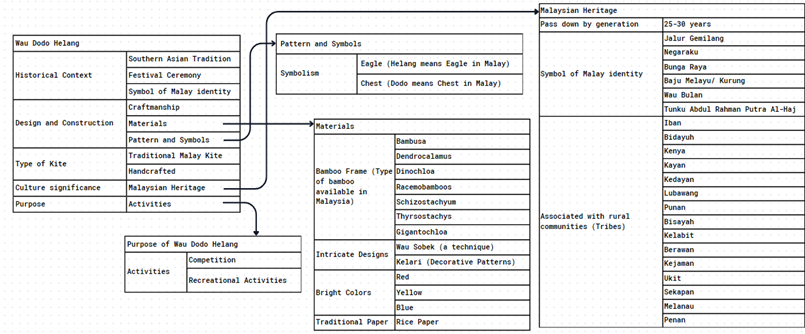 Wau Dodo Helang
Historical Context
Southern Asian Tradition
Festival Ceremony
Symbol of Malay identity
Design and Construction
Craftmanship
Materials
Pattern and Symbols
Type of Kite
Traditional Malay Kite
Handcrafted
Culture significance
Malaysian Heritage
Purpose
Activities
Pattern and Symbols
Symbolism
Eagle (Helang means Eagle in Malay)
Chest (Dodo means Chest in Malay)
Purpose of Wau Dodo Helang
Activities
Competition
Recreational Activities
Materials
Bamboo Frame (Type
of bamboo
available in
Malaysia)
Bambusa
Dendrocalamus
Dinochloa
Racemobamboos
Schizostachyum
Thyrsostachys
Gigantochloa
Intricate Designs
Wau Sobek (a technique)
Kelari (Decorative Patterns)
Bright Colors
Red
Yellow
Blue
Traditional Paper
Rice Paper
Malaysian Heritage
Pass down by generation
25-30 years
Symbol of Malay identity
Jalur Gemilang
Negaraku
Bunga Raya
Baju Melayu/ Kurung
Wau Bulan
Tunku Abdul Rahman Putra Al-Haj
Associated with rural
communities (Tribes)
Iban
Bidayuh
Kenya
Kayan
Kedayan
Lubawang
Punan
Bisayah
Kelabit
Berawan
Kejaman
Ukit
Sekapan
Melanau
Penan